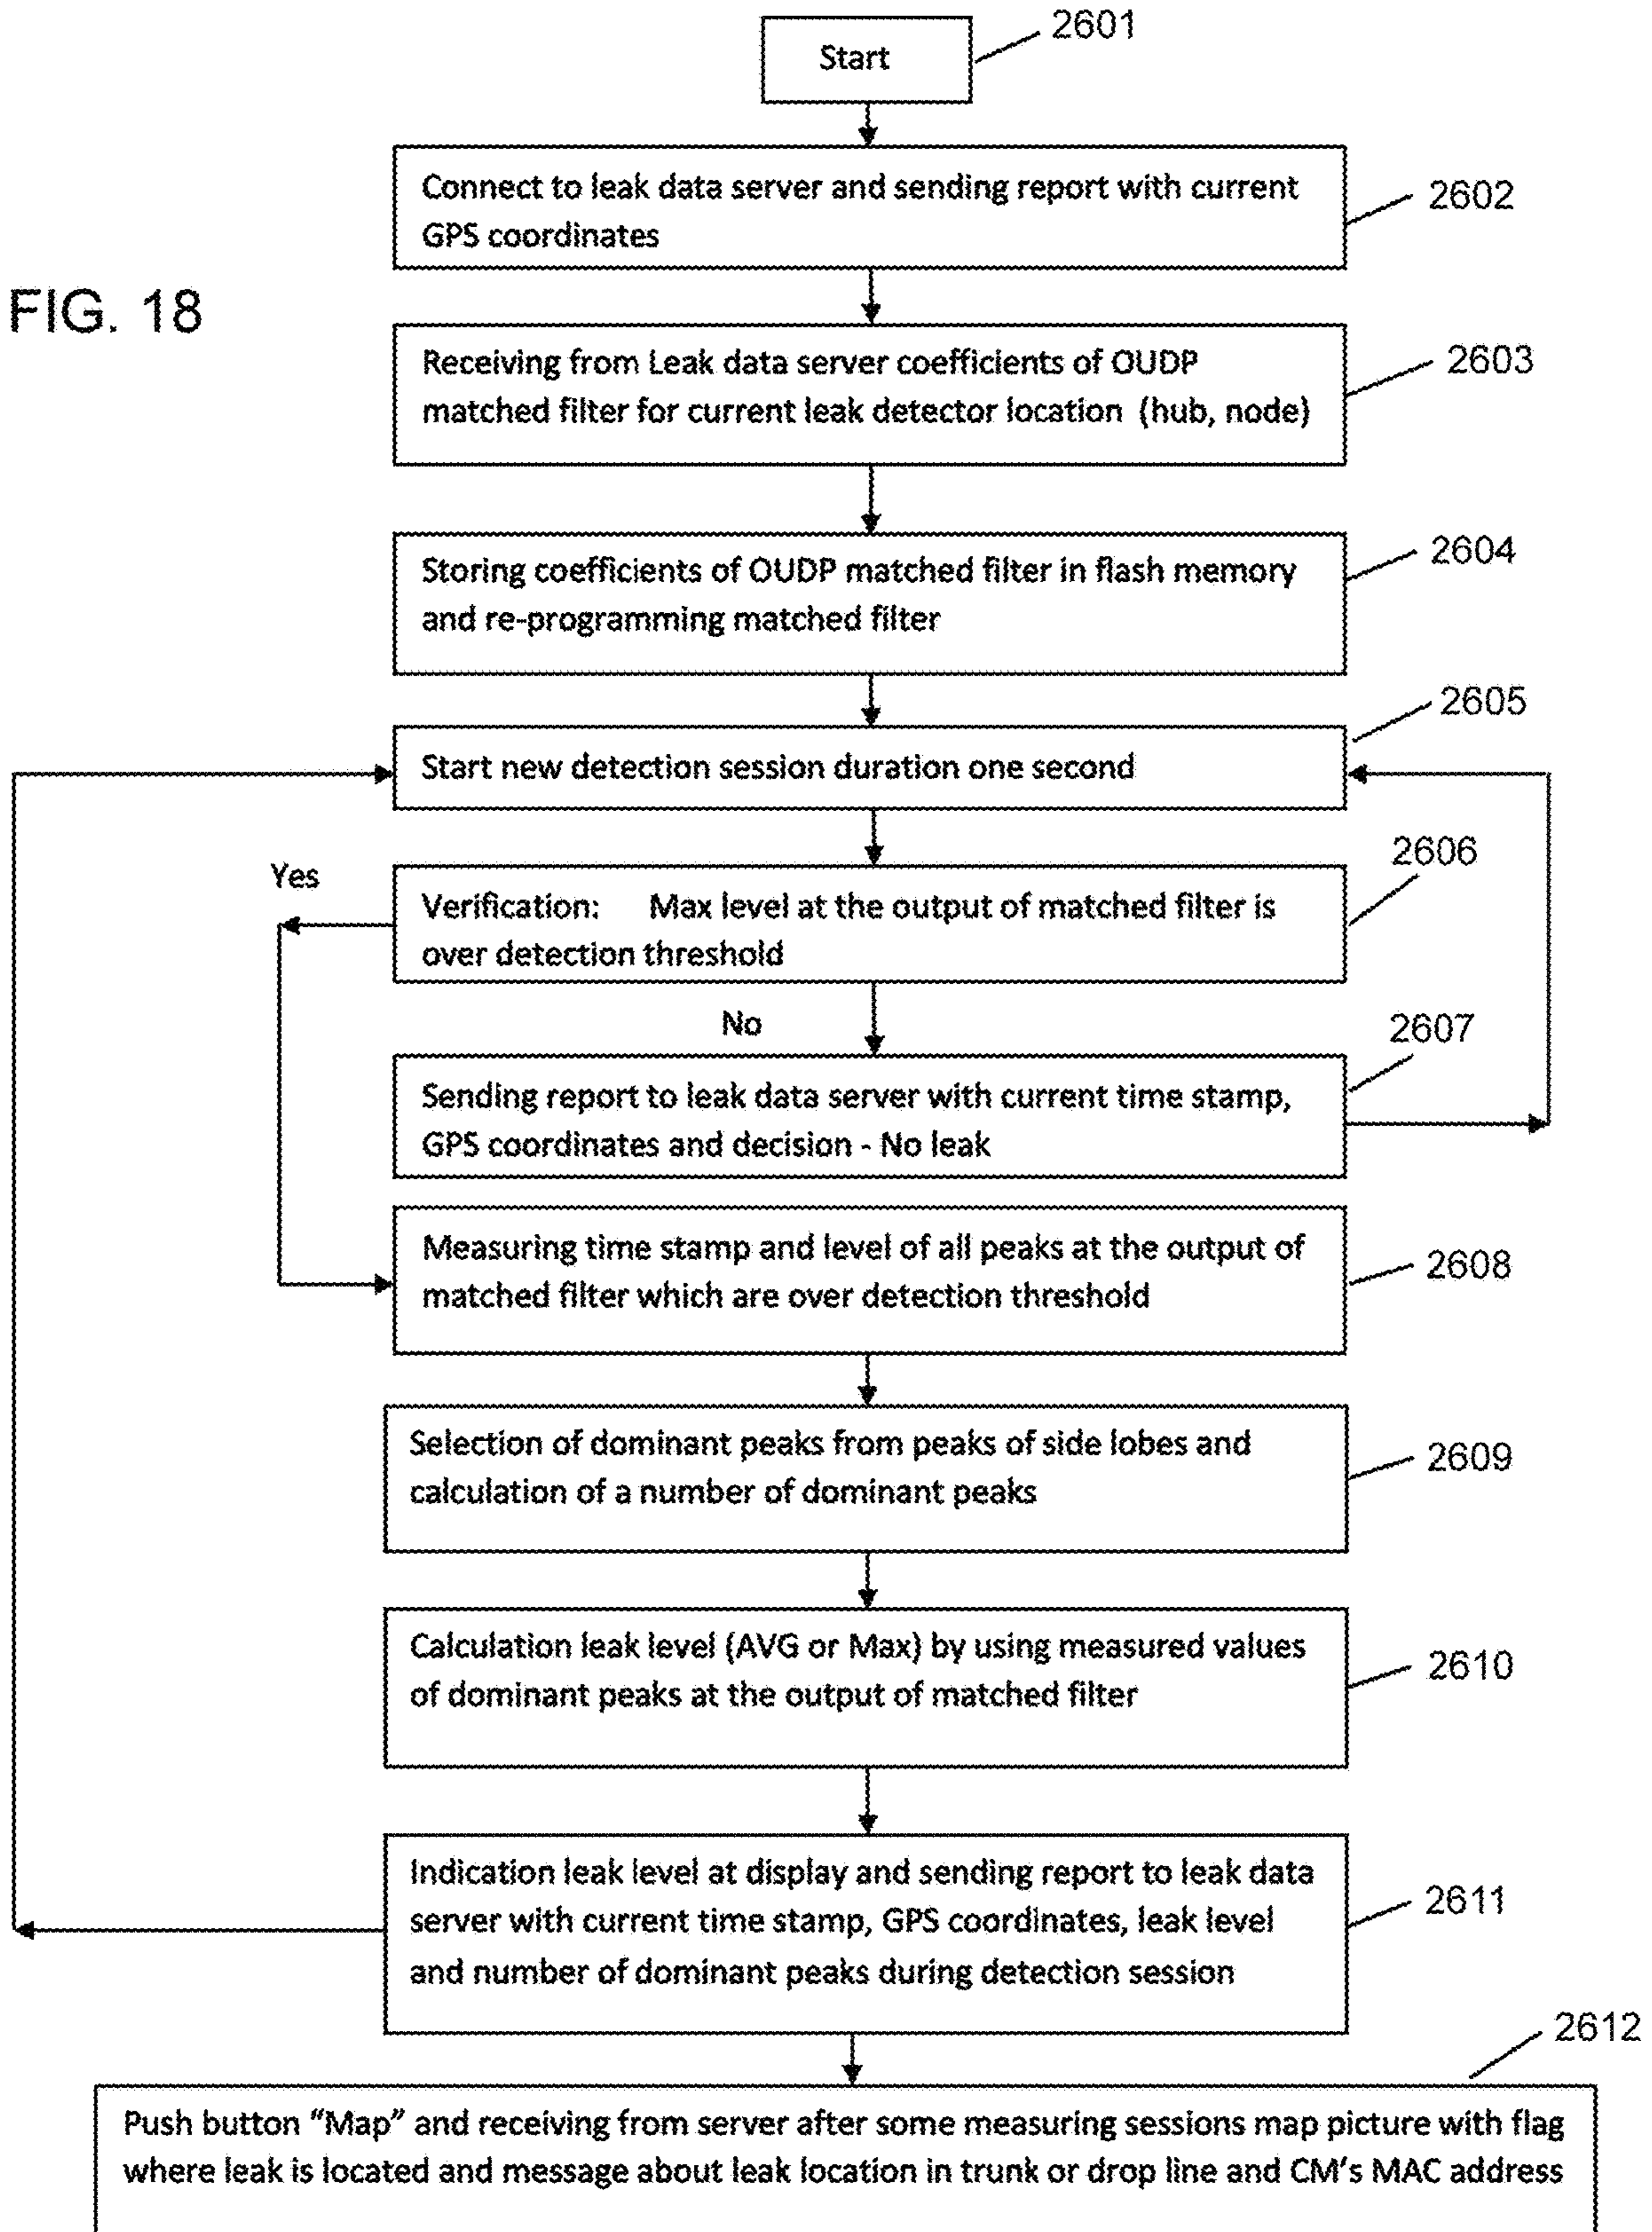 Start
2601
Connect to leak data server and sending report with current
GPS coordinates
2602
FIG. 18
Receiving from Leak data server coefficients of OUDP
matched filter for current leak detector location (hub, node)
2603
Storing coefficients of OUDP matched filter in flash memory
and re-programming matched filter
2604
Start new detection session duration one second
2605
Yes
Verification: Max level at the output of matched filter is
over detection threshold
2606
No
Sending report to leak data server with current time stamp,
GPS coordinates and decision - No leak
2607
Measuring time stamp and level of all peaks at the output of
matched filter which are over detection threshold
2608
Selection of dominant peaks from peaks of side lobes and
calculation of a number of dominant peaks
2609
Calculation leak level (AVG or Max) by using measured values
of dominant peaks at the output of matched filter
2610
Indication leak level at display and sending report to leak data
server with current time stamp, GPS coordinates, leak level
and number of dominant peaks during detection session
2611
2612
Push button “Map” and receiving from server after some measuring sessions map picture with flag
where leak is located and message about leak location in trunk or drop line and CM‘s MAC address